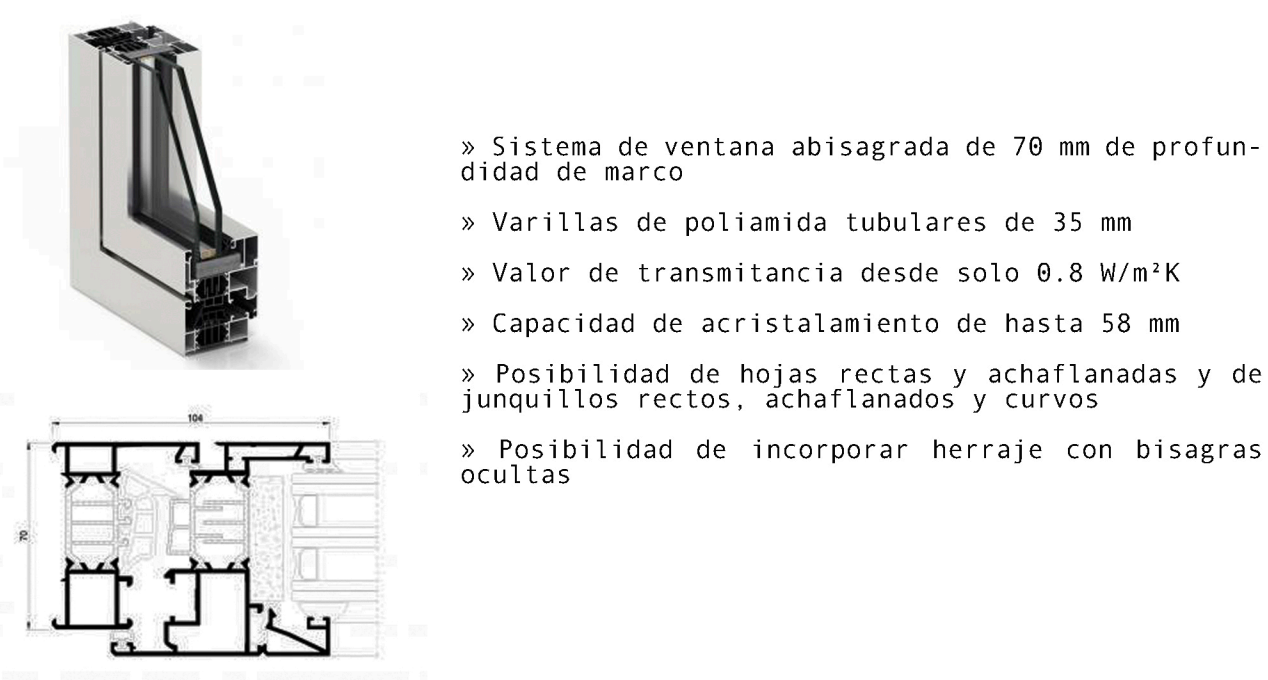 » Sistema de ventana abisagrada de 70 mm de profun-
didad de marco
» Varillas de poliamida tubulares de 35 mm
» Valor de transmitancia desde solo 0.8 W/m²K
» Capacidad de acristalamiento de hasta 58 mm
» Posibilidad de hojas rectas y achaflanadas y de
junquillos rectos, achaflanados y curvos
» Posibilidad de incorporar herraje con bisagras
ocultas
104
70